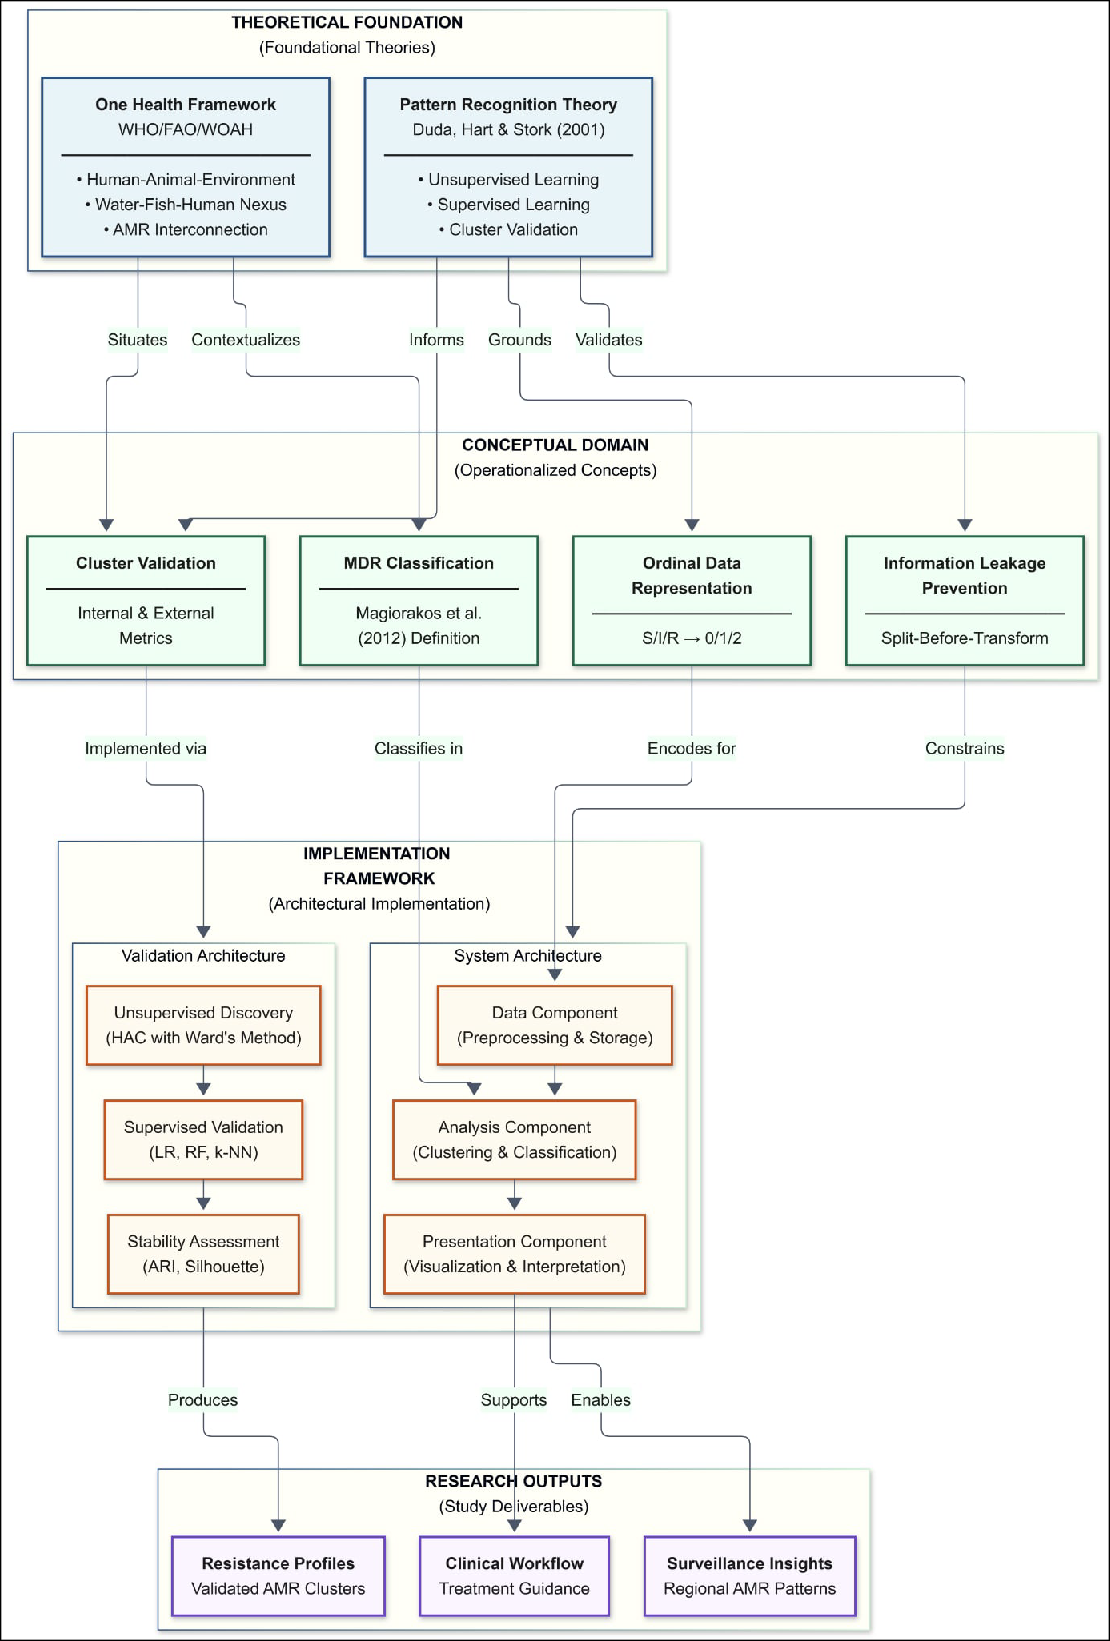 THEORETICAL FOUNDATION
(Foundational Theories)
One Health Framework
WHO/FAO/WOAH
• Human-Animal-Environment
• Water-Fish-Human Nexus
• AMR Interconnection
Pattern Recognition Theory
Duda, Hart & Stork (2001)
• Unsupervised Learning
• Supervised Learning
• Cluster Validation
Situates
Contextualizes
Informs
Grounds
Validates
CONCEPTUAL DOMAIN
(Operationalized Concepts)
Cluster Validation
Internal & External
Metrics
MDR Classification
Magiorakos et al.
(2012) Definition
Ordinal Data
Representation
S/I/R → 0/1/2
Information Leakage
Prevention
Split-Before-Transform
Implemented via
Classifies in
Encodes for
Constrains
IMPLEMENTATION
FRAMEWORK
(Architectural Implementation)
Validation Architecture
Unsupervised Discovery
(HAC with Ward's Method)
Supervised Validation
(LR, RF, k-NN)
Stability Assessment
(ARI, Silhouette)
System Architecture
Data Component
(Preprocessing & Storage)
Analysis Component
(Clustering & Classification)
Presentation Component
(Visualization & Interpretation)
Produces
Supports
Enables
RESEARCH OUTPUTS
(Study Deliverables)
Resistance Profiles
Validated AMR Clusters
Clinical Workflow
Treatment Guidance
Surveillance Insights
Regional AMR Patterns